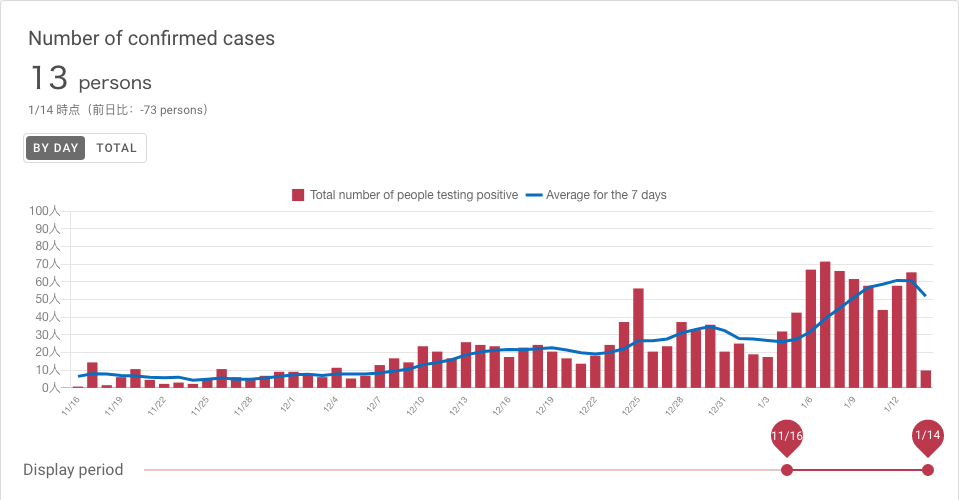 Number of confirmed cases
13 persons
1/14 時点（前日比：-73 persons）
BY DAY TOTAL
Total number of people testing positive Average for the 7 days
100人
90人
80人
70人
60人
50人
40人
30人
20人
10人
0人
11/16 11/19 11/22 11/25 11/28 12/1 12/4 12/7 12/10 12/13 12/16 12/19 12/22 12/25 12/28 12/31 1/3 1/6 1/9 1/12
11/16 1/14
Display period